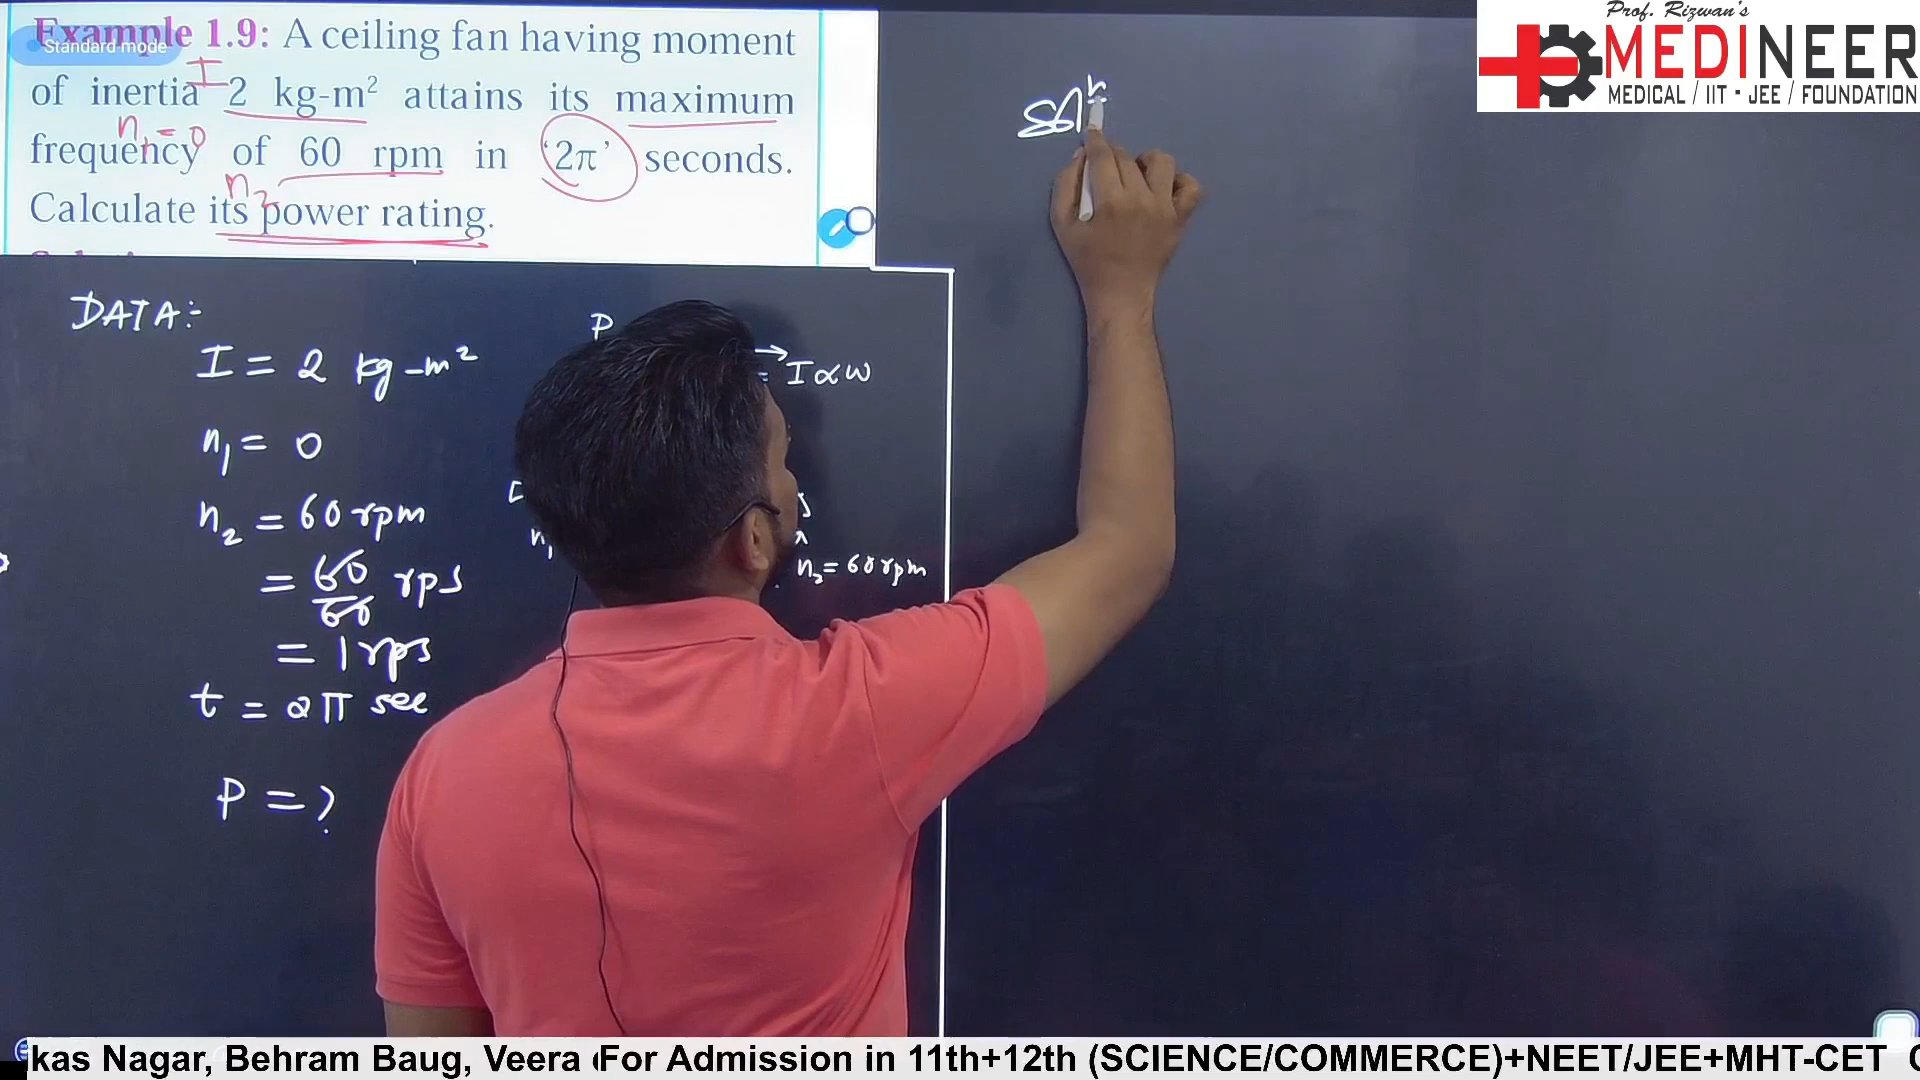 Example 1.9: A ceiling fan having moment
Standard mode
I
of inertia 2 kg-m² attains its maximum
n₁ = 0
frequency of 60 rpm in ‘2π’ seconds.
n₂
Calculate its power rating.
DATA:-
I = 2 kg-m²
n₁ = 0
n₂ = 60 rpm
= 60/60 rps
= 1 rps
t = 2π sec
P = ?
P
= Iαω
n₁
n₂ = 60 rpm
Solⁿ
Prof. Rizwan's
MEDINEER
MEDICAL / IIT - JEE / FOUNDATION
kas Nagar, Behram Baug, Veera
For Admission in 11th+12th (SCIENCE/COMMERCE)+NEET/JEE+MHT-CET